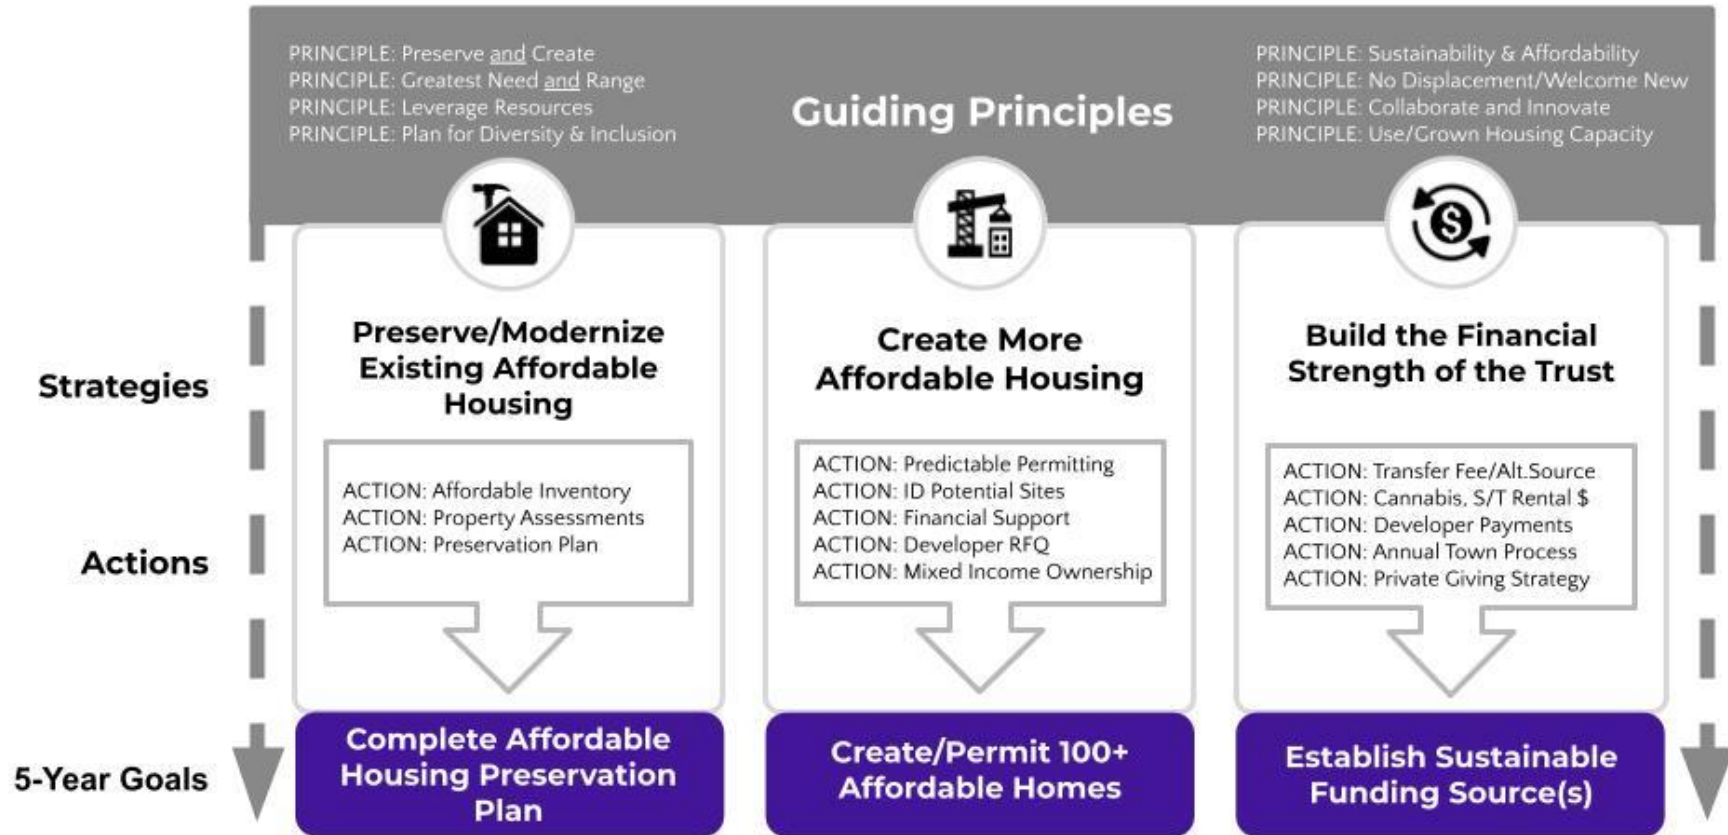 PRINCIPLE: Preserve and Create
PRINCIPLE: Greatest Need and Range
PRINCIPLE: Leverage Resources
PRINCIPLE: Plan for Diversity & Inclusion
Guiding Principles
PRINCIPLE: Sustainability & Affordability
PRINCIPLE: No Displacement/Welcome New
PRINCIPLE: Collaborate and Innovate
PRINCIPLE: Use/Grown Housing Capacity
Strategies
Preserve/Modernize
Existing Affordable
Housing
Create More
Affordable Housing
Build the Financial
Strength of the Trust
Actions
ACTION: Affordable Inventory
ACTION: Property Assessments
ACTION: Preservation Plan
ACTION: Predictable Permitting
ACTION: ID Potential Sites
ACTION: Financial Support
ACTION: Developer RFQ
ACTION: Mixed Income Ownership
ACTION: Transfer Fee/Alt.Source
ACTION: Cannabis, S/T Rental $
ACTION: Developer Payments
ACTION: Annual Town Process
ACTION: Private Giving Strategy
5-Year Goals
Complete Affordable
Housing Preservation
Plan
Create/Permit 100+
Affordable Homes
Establish Sustainable
Funding Source(s)